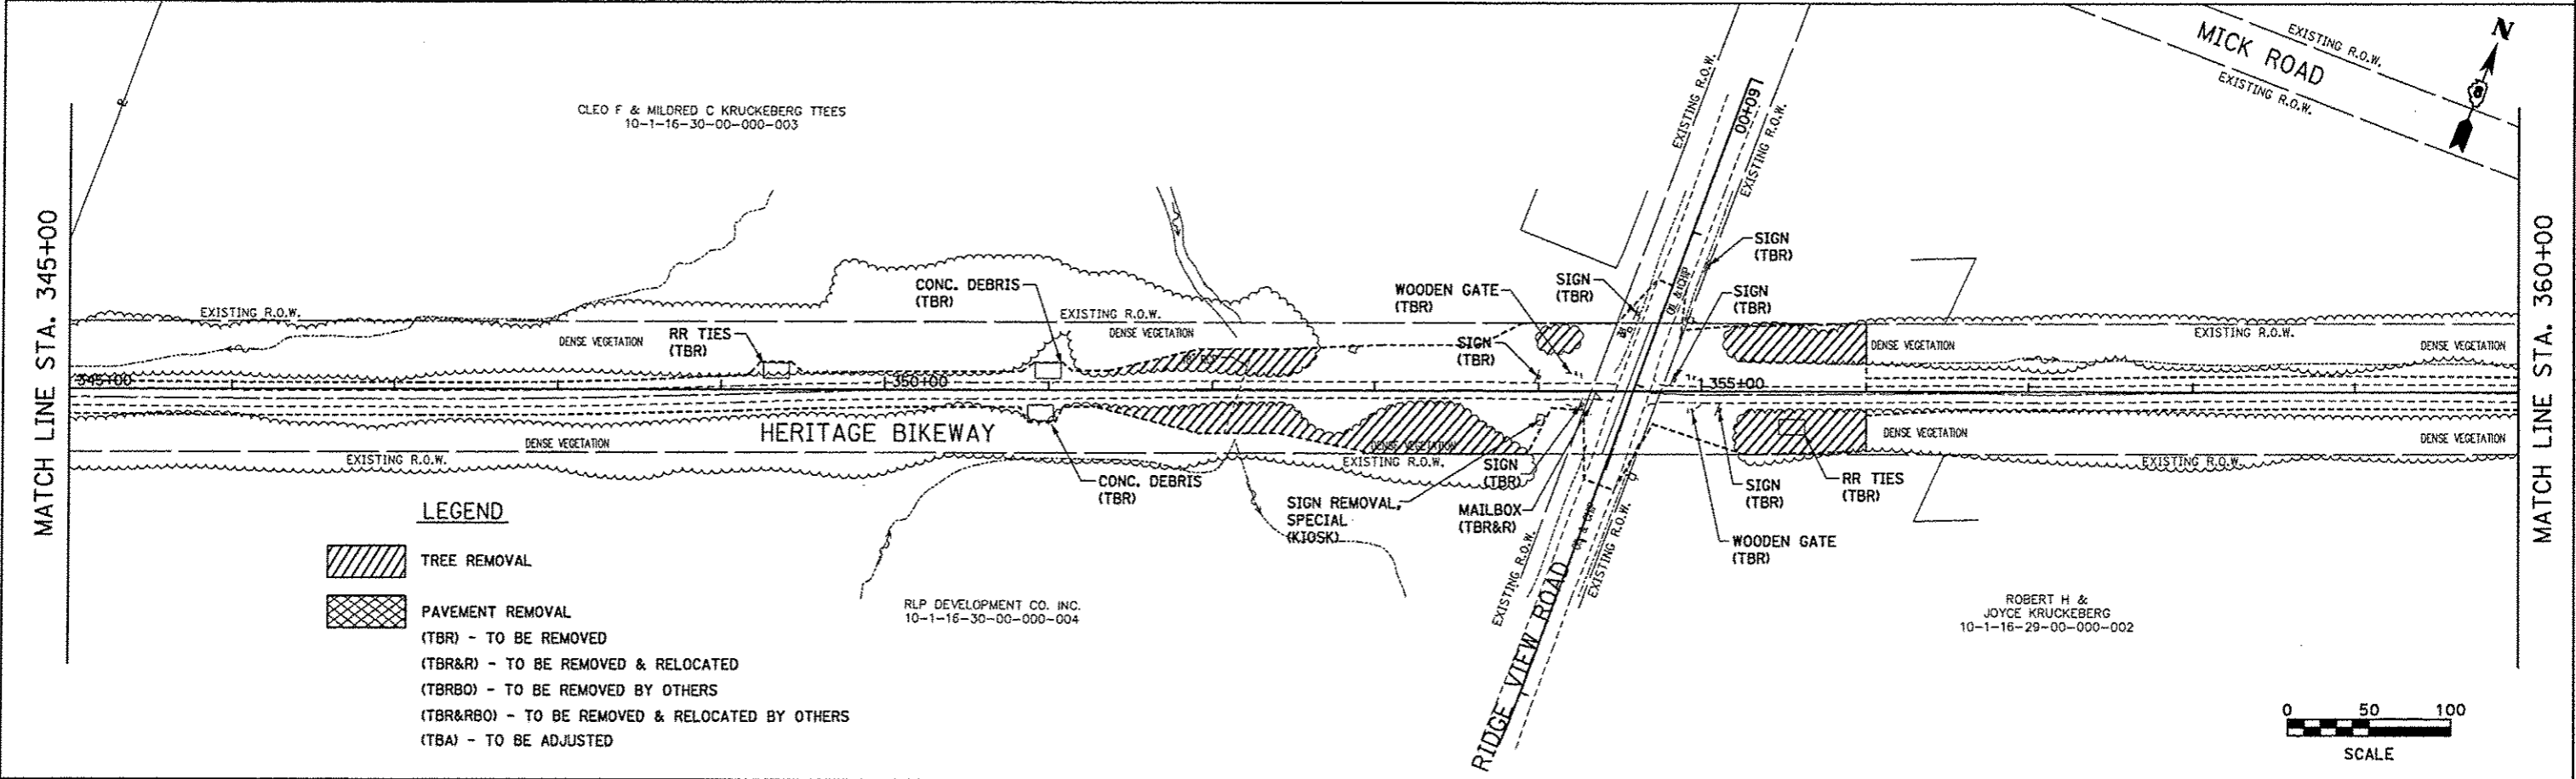 EXISTING R.O.W.
MICK ROAD
EXISTING R.O.W.
N
CLEO F & MILDRED C KRUCKEBERG TTEES
10-1-16-30-00-000-003
EXISTING R.O.W.
160+00
EXISTING R.O.W.
MATCH LINE STA. 345+00
MATCH LINE STA. 360+00
SIGN
(TBR)
CONC. DEBRIS
(TBR)
WOODEN GATE
(TBR)
SIGN
(TBR)
SIGN
(TBR)
OIL & CHIP
EXISTING R.O.W.
EXISTING R.O.W.
EXISTING R.O.W.
DENSE VEGETATION
RR TIES
(TBR)
DENSE VEGETATION
SIGN
(TBR)
DENSE VEGETATION
DENSE VEGETATION
345+00
350+00
355+00
HERITAGE BIKEWAY
DENSE VEGETATION
DENSE VEGETATION
DENSE VEGETATION
DENSE VEGETATION
EXISTING R.O.W.
EXISTING R.O.W.
EXISTING R.O.W.
SIGN
(TBR)
CONC. DEBRIS
(TBR)
SIGN
(TBR)
RR TIES
(TBR)
SIGN REMOVAL,
SPECIAL
(KIOSK)
MAILBOX
(TBR&R)
OIL & CHIP
EXISTING R.O.W.
EXISTING R.O.W.
WOODEN GATE
(TBR)
RIDGE VIEW ROAD
RLP DEVELOPMENT CO. INC.
10-1-16-30-00-000-004
ROBERT H &
JOYCE KRUCKEBERG
10-1-16-29-00-000-002
LEGEND
TREE REMOVAL
PAVEMENT REMOVAL
(TBR) - TO BE REMOVED
(TBR&R) - TO BE REMOVED & RELOCATED
(TBRBO) - TO BE REMOVED BY OTHERS
(TBR&RBO) - TO BE REMOVED & RELOCATED BY OTHERS
(TBA) - TO BE ADJUSTED
0 50 100
SCALE